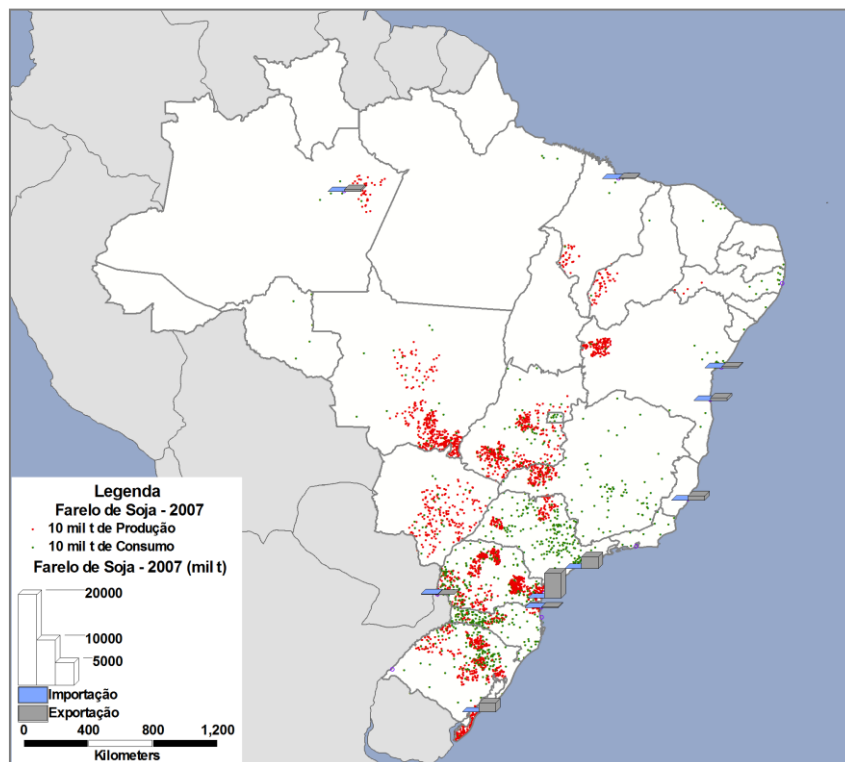 Legenda
Farelo de Soja - 2007
10 mil t de Produção
10 mil t de Consumo
Farelo de Soja - 2007 (mil t)
20000
10000
5000
Importação
Exportação
0 400 800 1,200
Kilometers